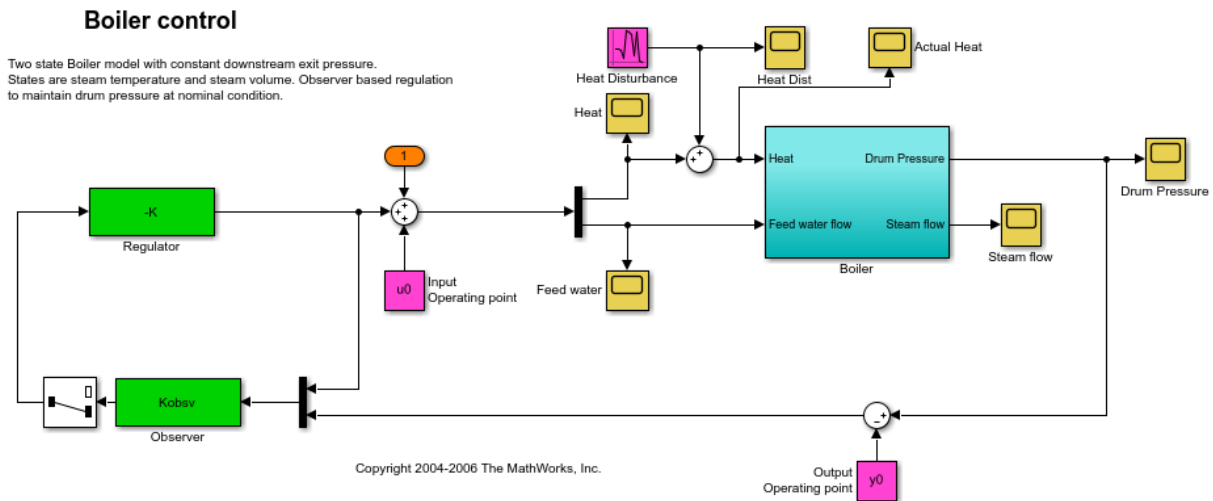 Boiler control
Two state Boiler model with constant downstream exit pressure.
States are steam temperature and steam volume. Observer based regulation
to maintain drum pressure at nominal condition.
Heat Disturbance
Heat Dist
Actual Heat
Heat
1
-K
Regulator
u0
Input
Operating point
Feed water
Heat
Drum Pressure
Feed water flow
Steam flow
Boiler
Drum Pressure
Steam flow
Kobsv
Observer
Output
Operating point
y0
Copyright 2004-2006 The MathWorks, Inc.